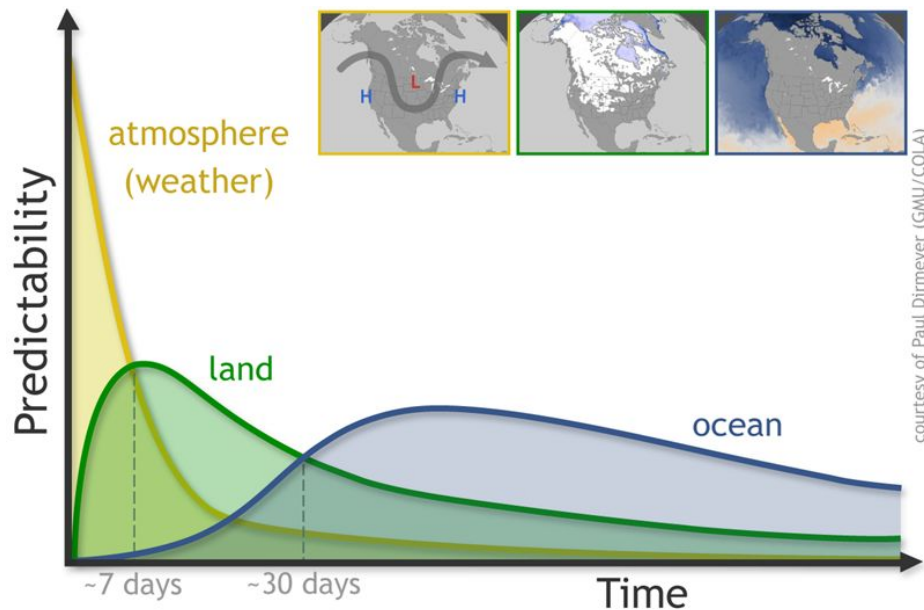 H
L
H
atmosphere
(weather)
land
ocean
Predictability
~7 days
~30 days
Time
courtesy of Paul Dirmeyer (GMU/COLA)